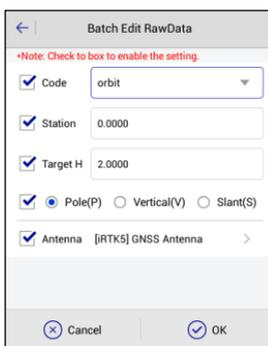 Batch Edit RawData
*Note: Check to box to enable the setting.
Code orbit
Station 0.0000
Target H 2.0000
Pole(P) Vertical(V) Slant(S)
Antenna [iRTK5] GNSS Antenna
Cancel OK